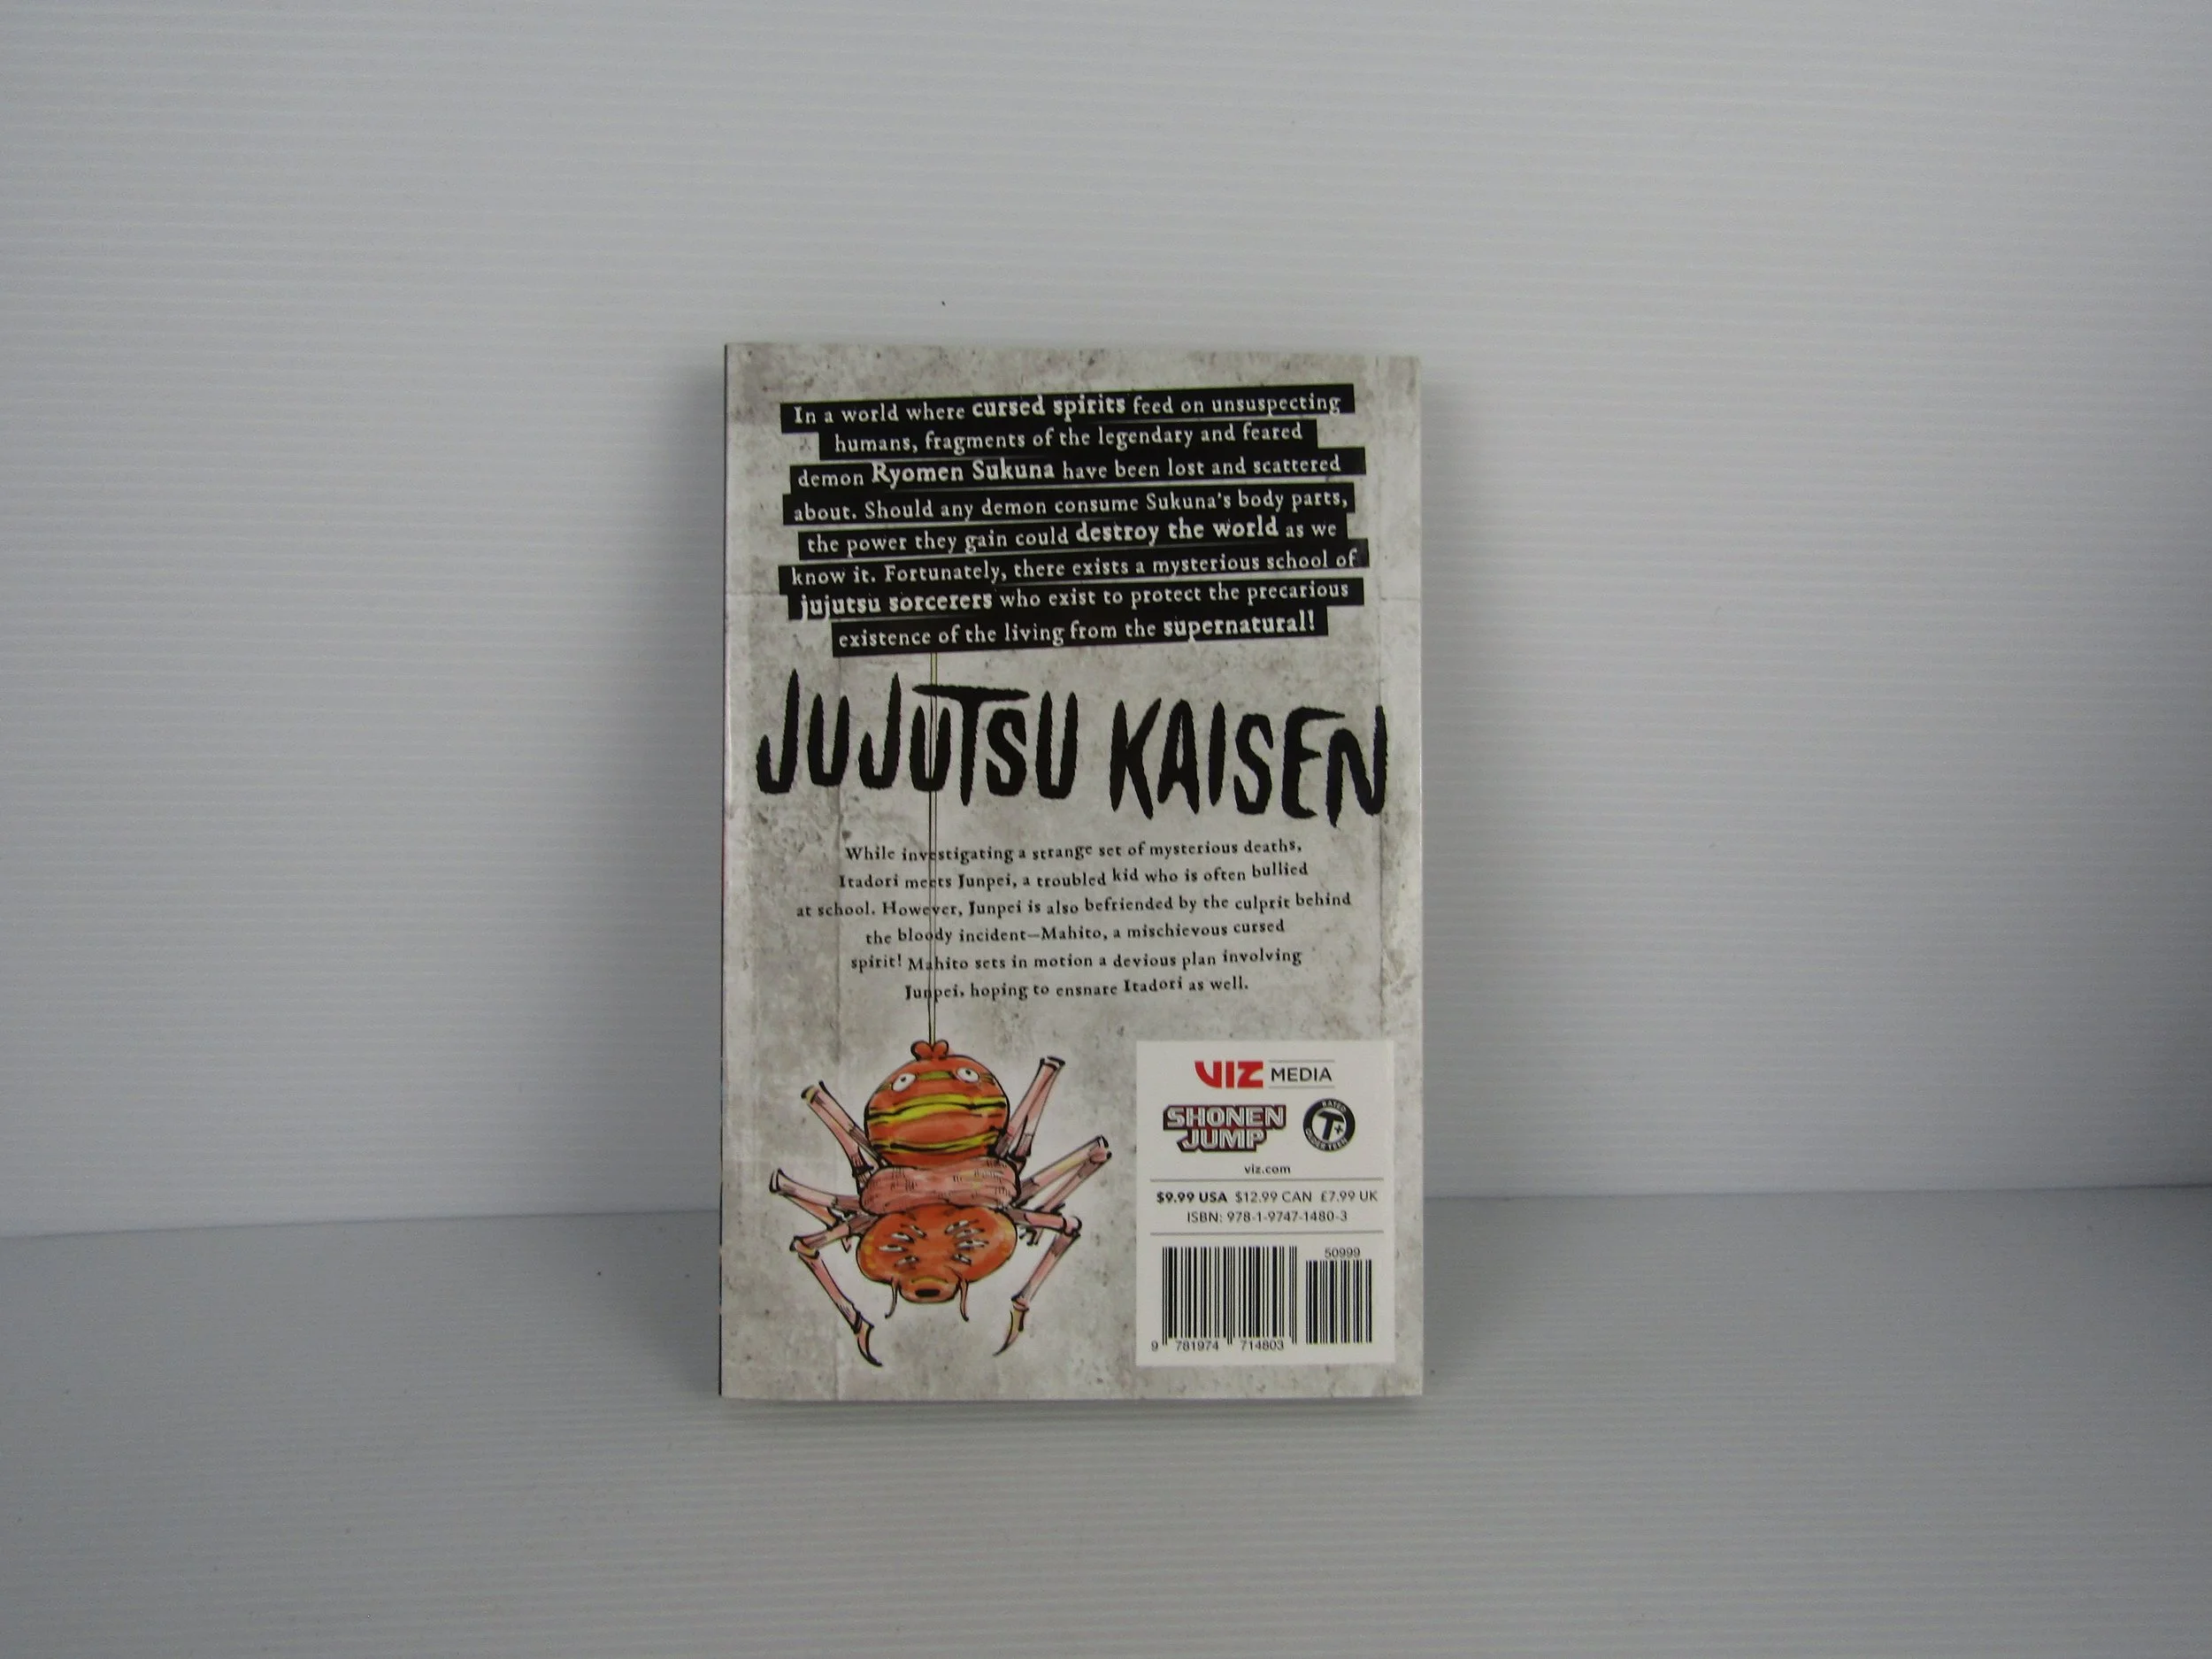 In a world where cursed spirits feed on unsuspecting
humans, fragments of the legendary and feared
demon Ryomen Sukuna have been lost and scattered
about. Should any demon consume Sukuna's body parts,
the power they gain could destroy the world as we
know it. Fortunately, there exists a mysterious school of
jujutsu sorcerers who exist to protect the precarious
existence of the living from the supernatural!
JUJUTSU KAISEN
While investigating a strange set of mysterious deaths,
Itadori meets Junpei, a troubled kid who is often bullied
at school. However, Junpei is also befriended by the culprit behind
the bloody incident—Mahito, a mischievous cursed
spirit! Mahito sets in motion a devious plan involving
Junpei, hoping to ensnare Itadori as well.
VIZ MEDIA
SHONEN
JUMP
RATED
T+
OLDER TEEN
viz.com
$9.99 USA $12.99 CAN £7.99 UK
ISBN: 978-1-9747-1480-3
50999
9 781974 714803